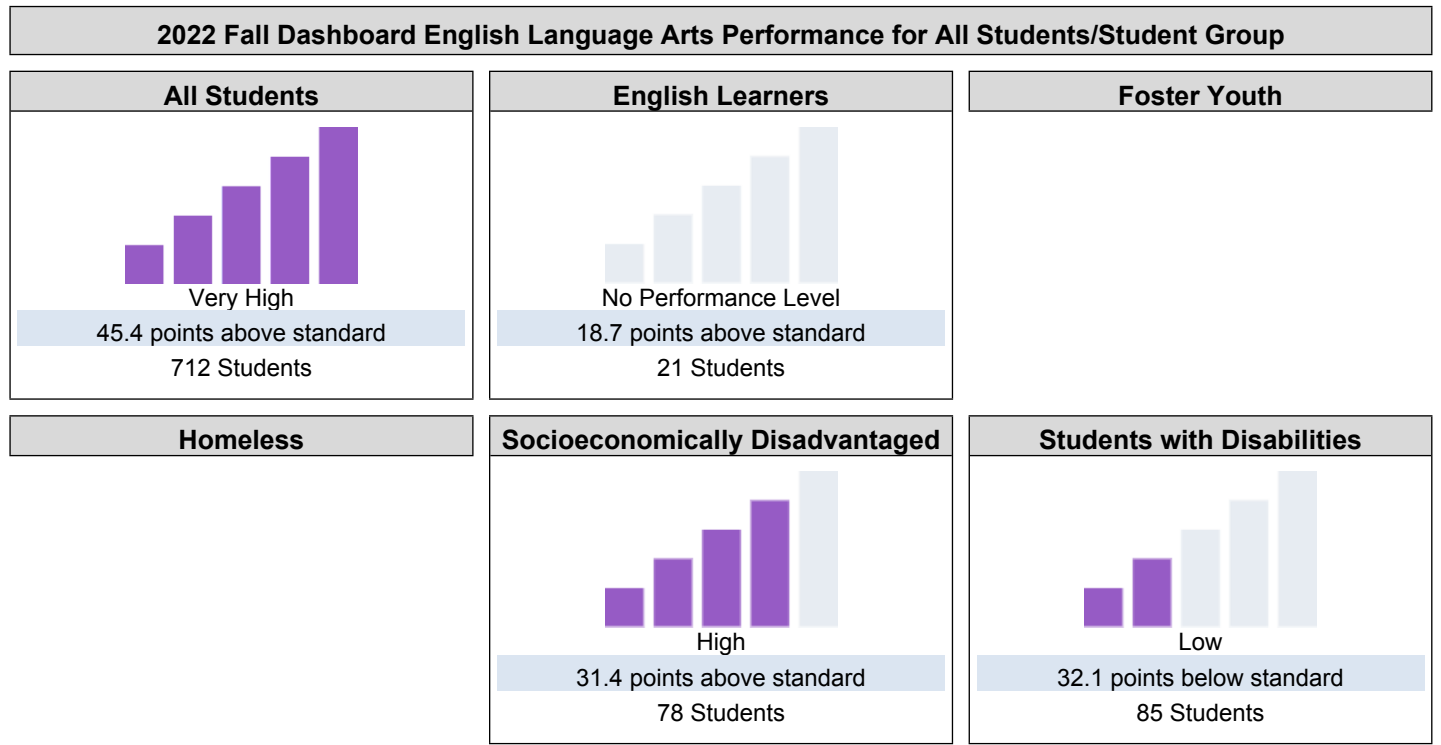 2022 Fall Dashboard English Language Arts Performance for All Students/Student Group
All Students
Very High
45.4 points above standard
712 Students
English Learners
No Performance Level
18.7 points above standard
21 Students
Foster Youth
Homeless
Socioeconomically Disadvantaged
High
31.4 points above standard
78 Students
Students with Disabilities
Low
32.1 points below standard
85 Students